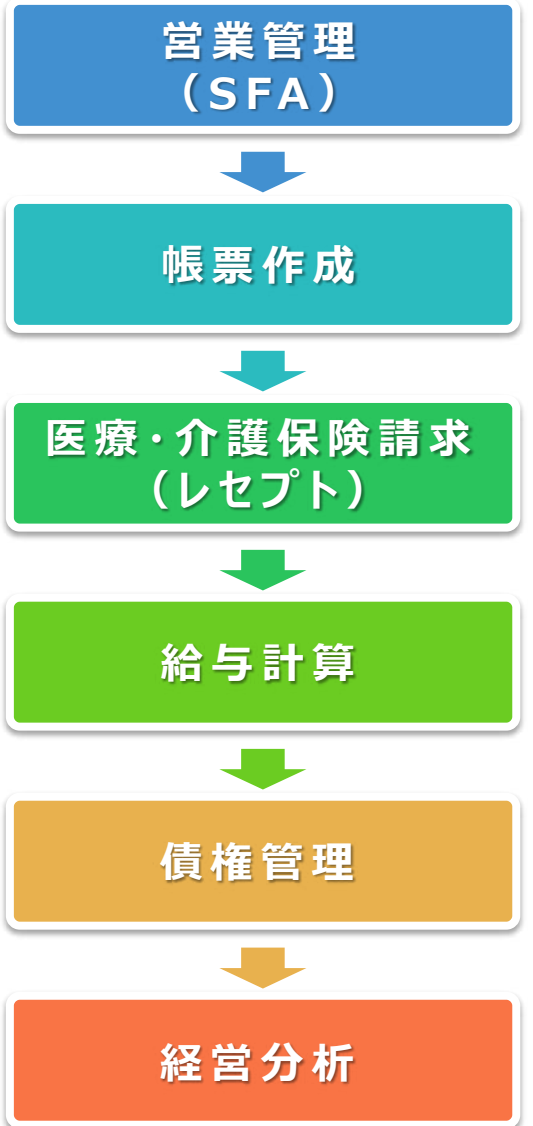 営業管理
（SFA）
帳票作成
医療・介護保険請求
（レセプト）
給与計算
債権管理
経営分析